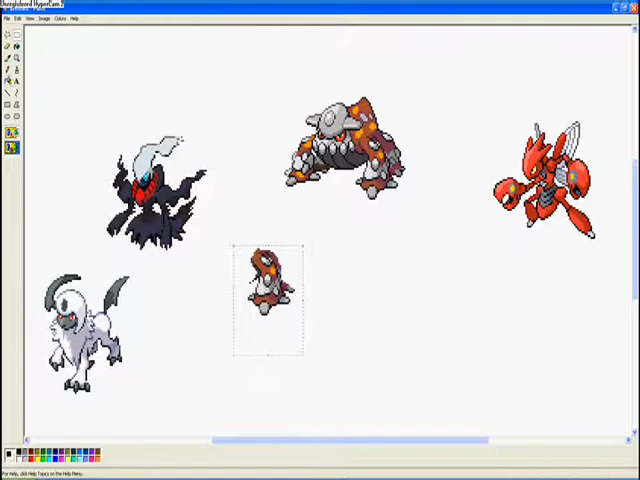 Unregistered HyperCam 2
File Edit View Image Colors Help
For Help, click Help Topics on the Help Menu.